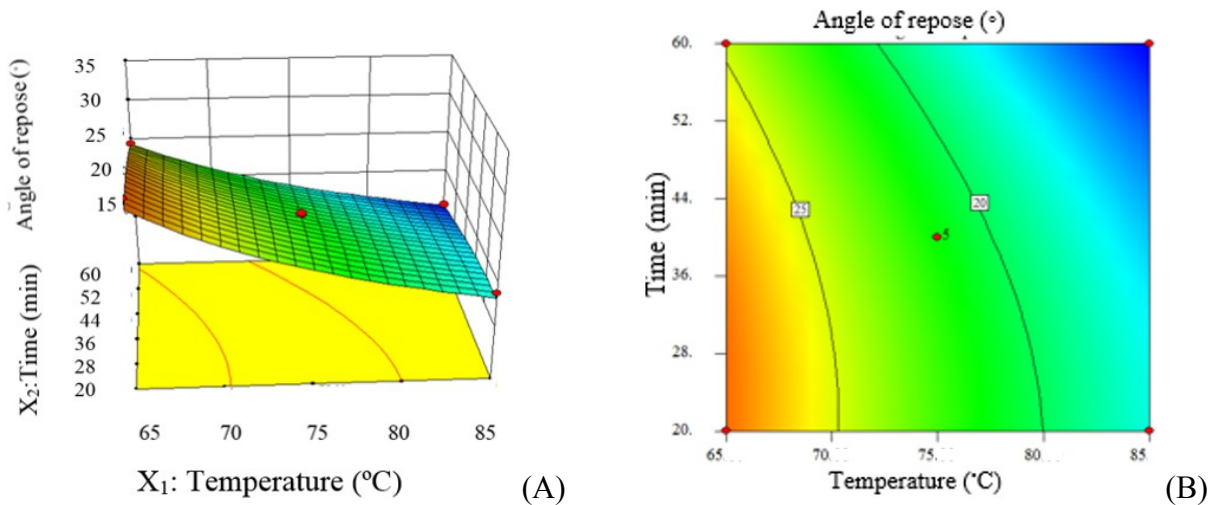 35
30
25
20
15
Angle of repose (°)
60
52
44
36
28
20
X2:Time (min)
65 70 75 80 85
X1: Temperature (ºC)
(A)
Angle of repose (°)
60.
52.
44.
36.
28.
20.
Time (min)
25
20
5
65. 70. 75. 80. 85.
Temperature (°C)
(B)